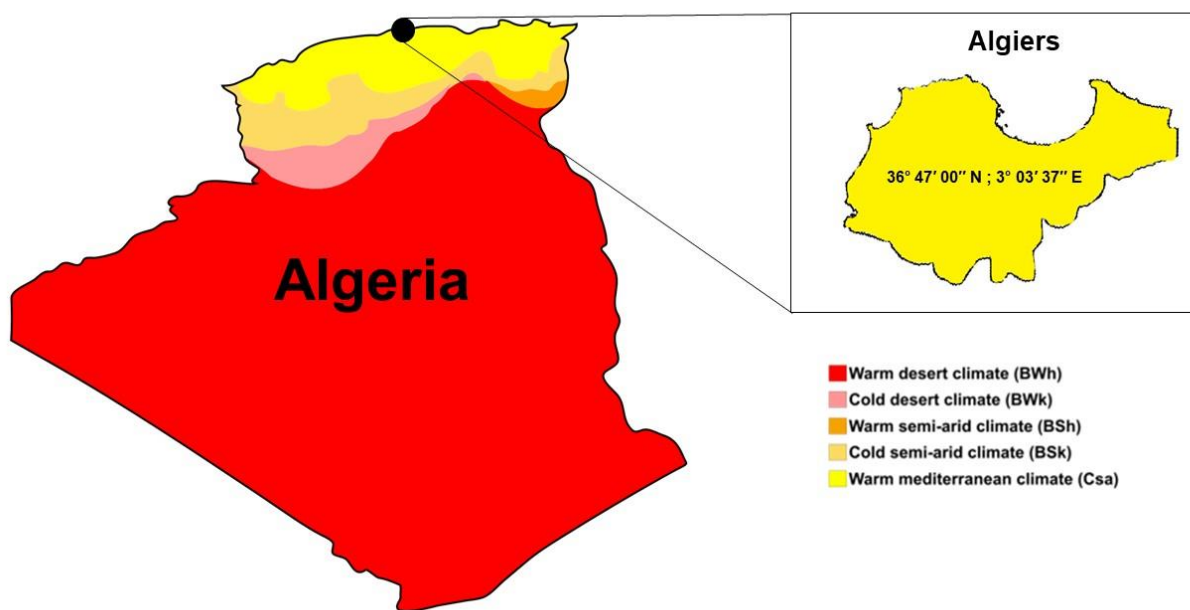 Algeria
Algiers
36° 47′ 00″ N ; 3° 03′ 37″ E
Warm desert climate (BWh)
Cold desert climate (BWk)
Warm semi-arid climate (BSh)
Cold semi-arid climate (BSk)
Warm mediterranean climate (Csa)